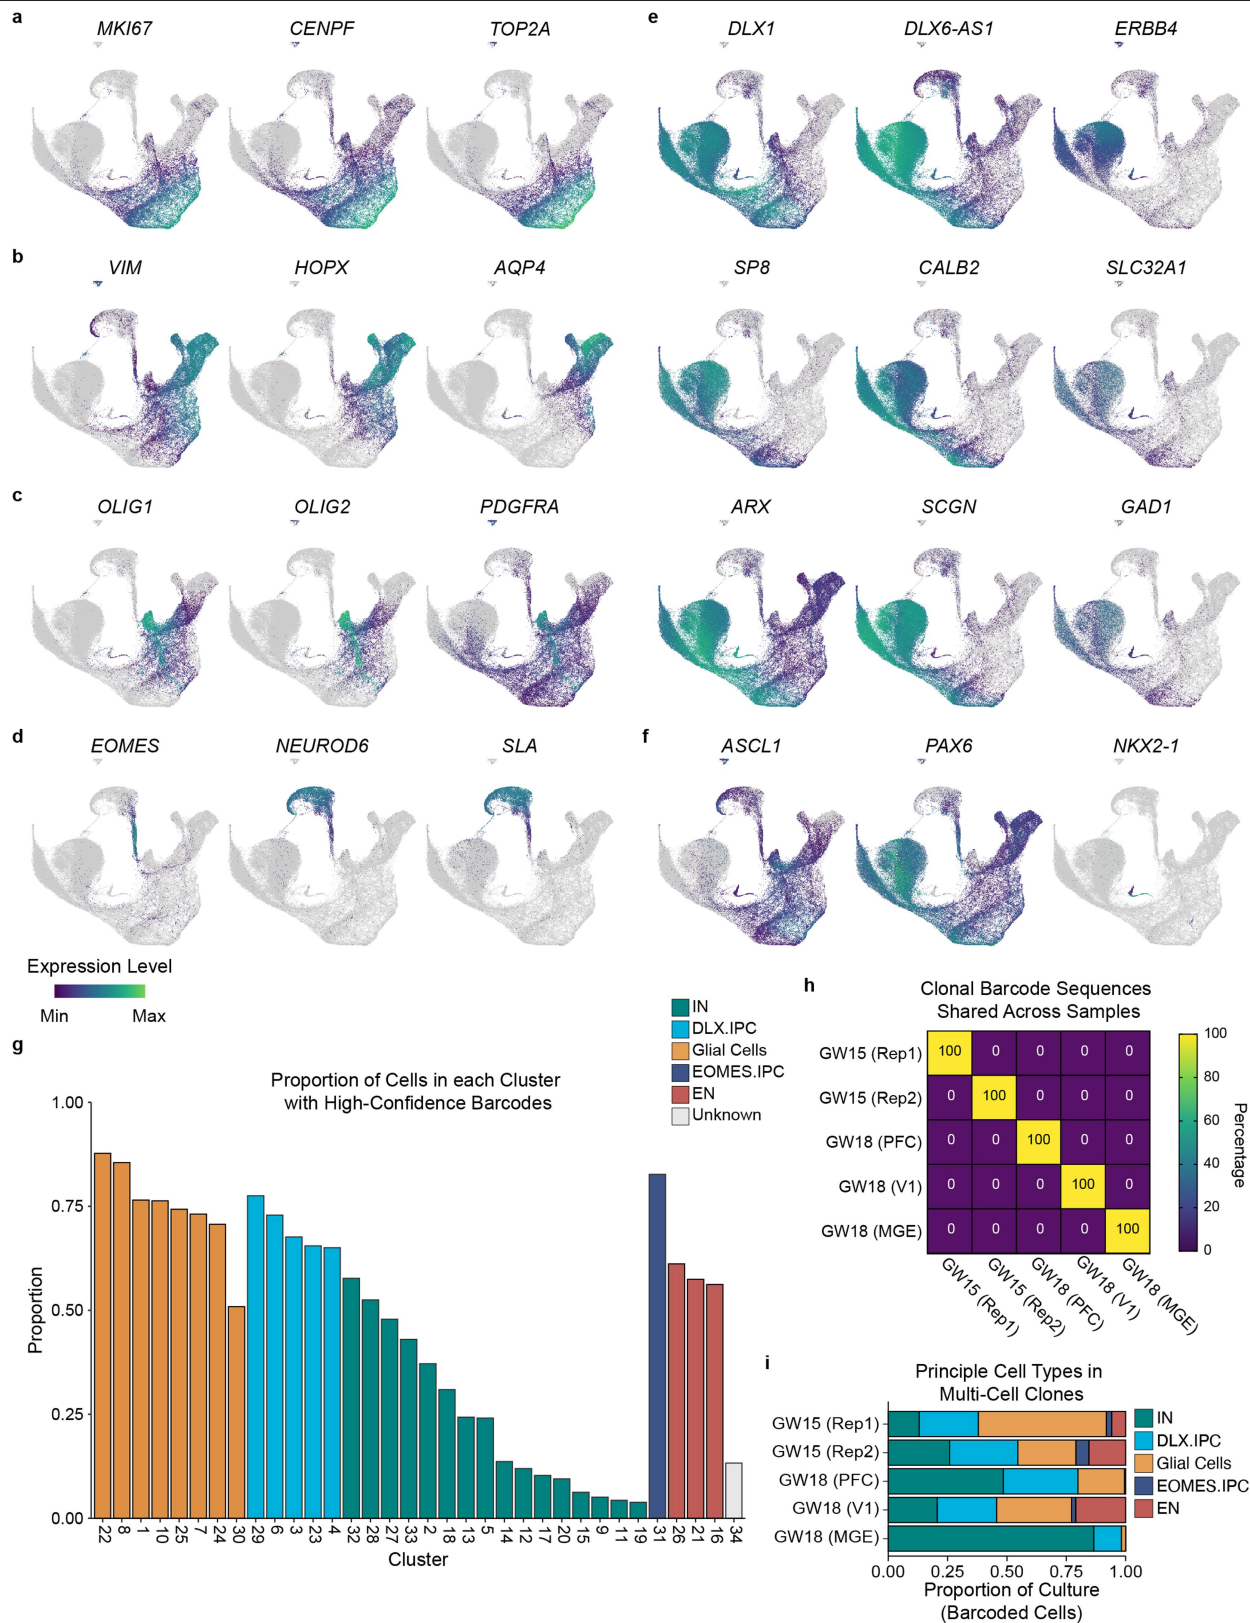 a
MKI67
CENPF
TOP2A
b
VIM
HOPX
AQP4
c
OLIG1
OLIG2
PDGFRA
d
EOMES
NEUROD6
SLA
Expression Level
Min
Max
e
DLX1
DLX6-AS1
ERBB4
SP8
CALB2
SLC32A1
ARX
SCGN
GAD1
f
ASCL1
PAX6
NKX2-1
g
Proportion of Cells in each Cluster
with High-Confidence Barcodes
IN
DLX.IPC
Glial Cells
EOMES.IPC
EN
Unknown
Proportion
1.00
0.75
0.50
0.25
0.00
22 8 1 10 25 7 24 30 29 6 3 23 4 32 28 27 33 2 18 13 5 14 12 17 20 15 9 11 19 31 26 21 16 34
Cluster
h
Clonal Barcode Sequences
Shared Across Samples
GW15 (Rep1) 100 0 0 0 0
GW15 (Rep2) 0 100 0 0 0
GW18 (PFC) 0 0 100 0 0
GW18 (V1) 0 0 0 100 0
GW18 (MGE) 0 0 0 0 100
GW15 (Rep1)
GW15 (Rep2)
GW18 (PFC)
GW18 (V1)
GW18 (MGE)
100
80
60
40
20
0
Percentage
i
Principle Cell Types in
Multi-Cell Clones
GW15 (Rep1)
GW15 (Rep2)
GW18 (PFC)
GW18 (V1)
GW18 (MGE)
0.00 0.25 0.50 0.75 1.00
Proportion of Culture
(Barcoded Cells)
IN
DLX.IPC
Glial Cells
EOMES.IPC
EN